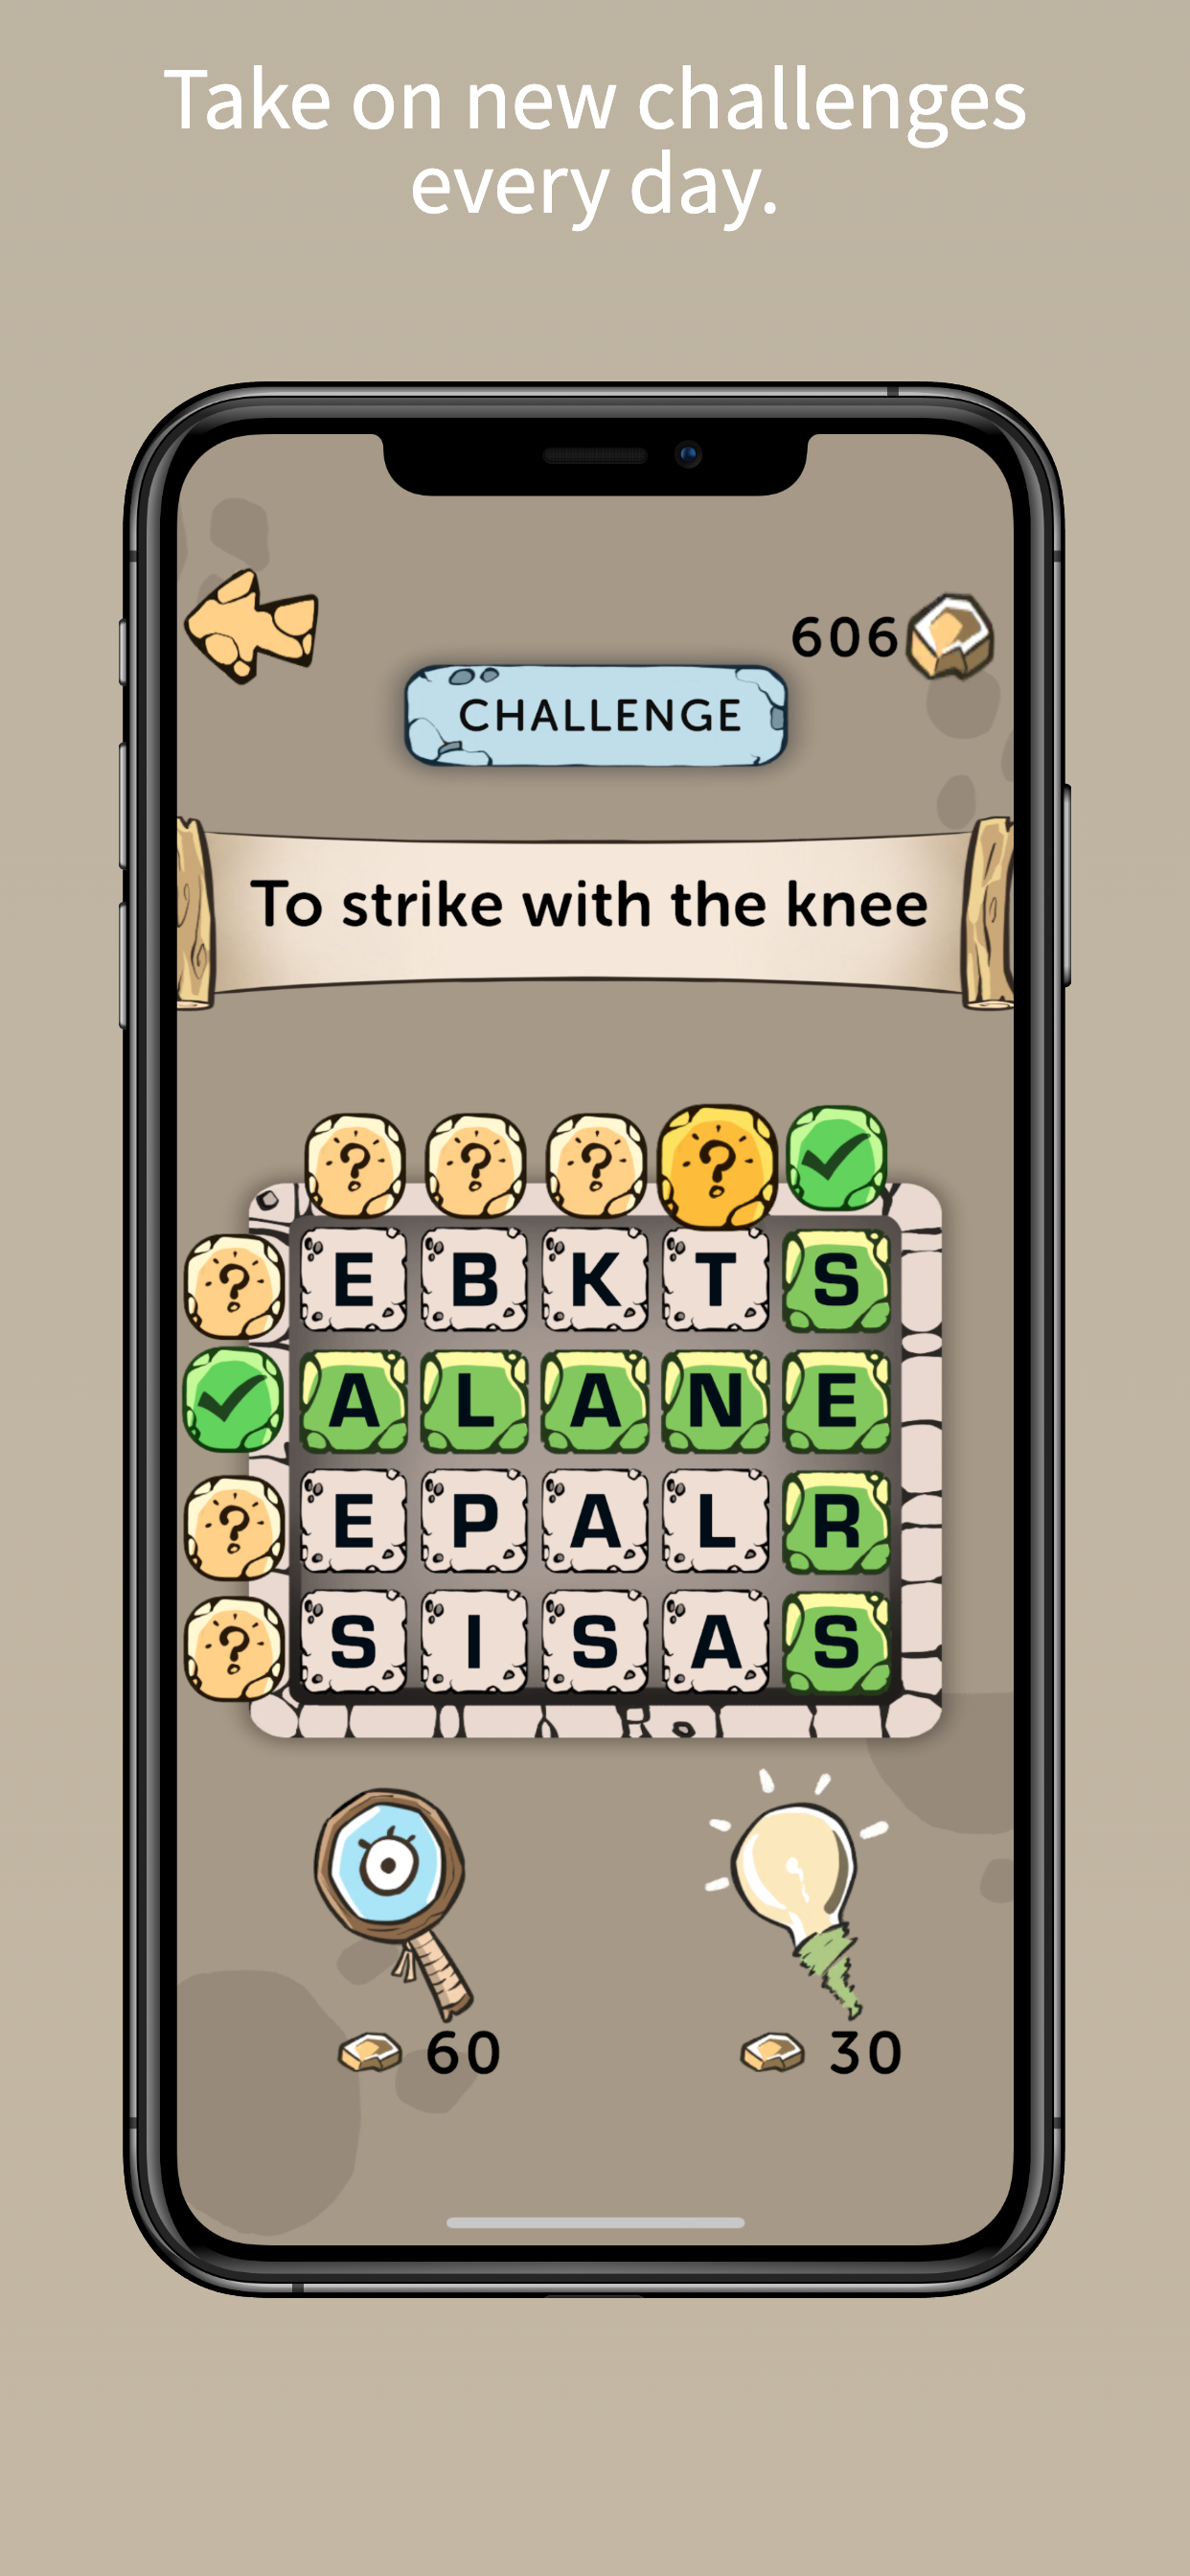 Take on new challenges
every day.
606
CHALLENGE
To strike with the knee
? ? ? ?
? E B K T S
A L A N E
? E P A L R
? S I S A S
60 30